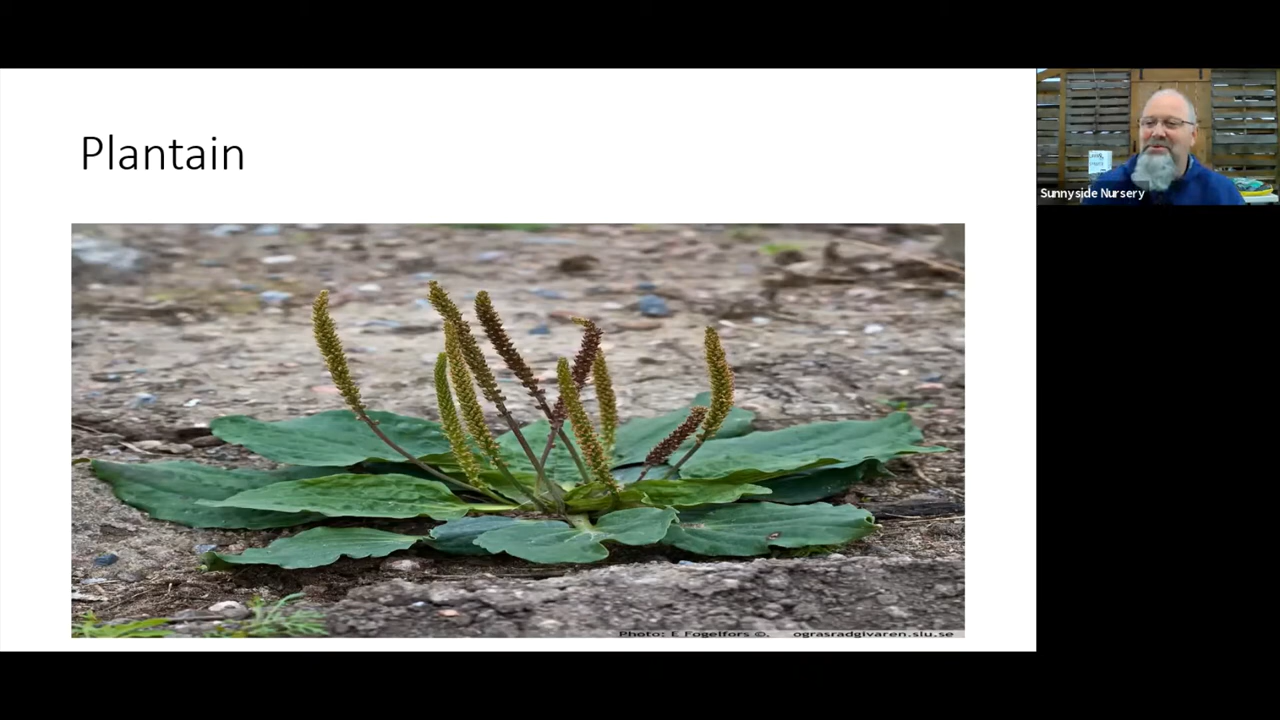 Plantain
Sunnyside Nursery
Photo: E Fogelfors ©. ograsradgivaren.slu.se